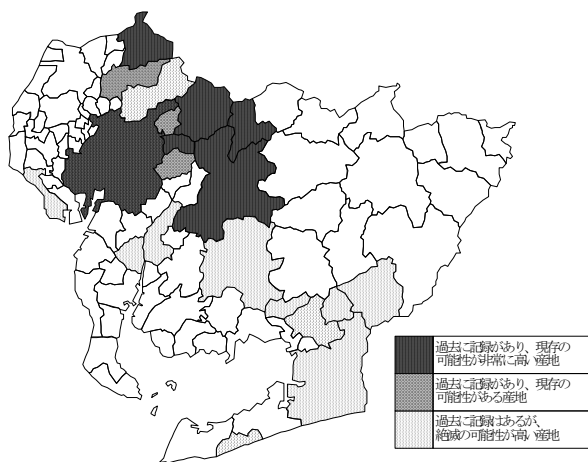 過去に記録があり、現存の
可能性が非常に高い産地
過去に記録があり、現存の
可能性がある産地
過去に記録はあるが、
絶滅の可能性が高い産地